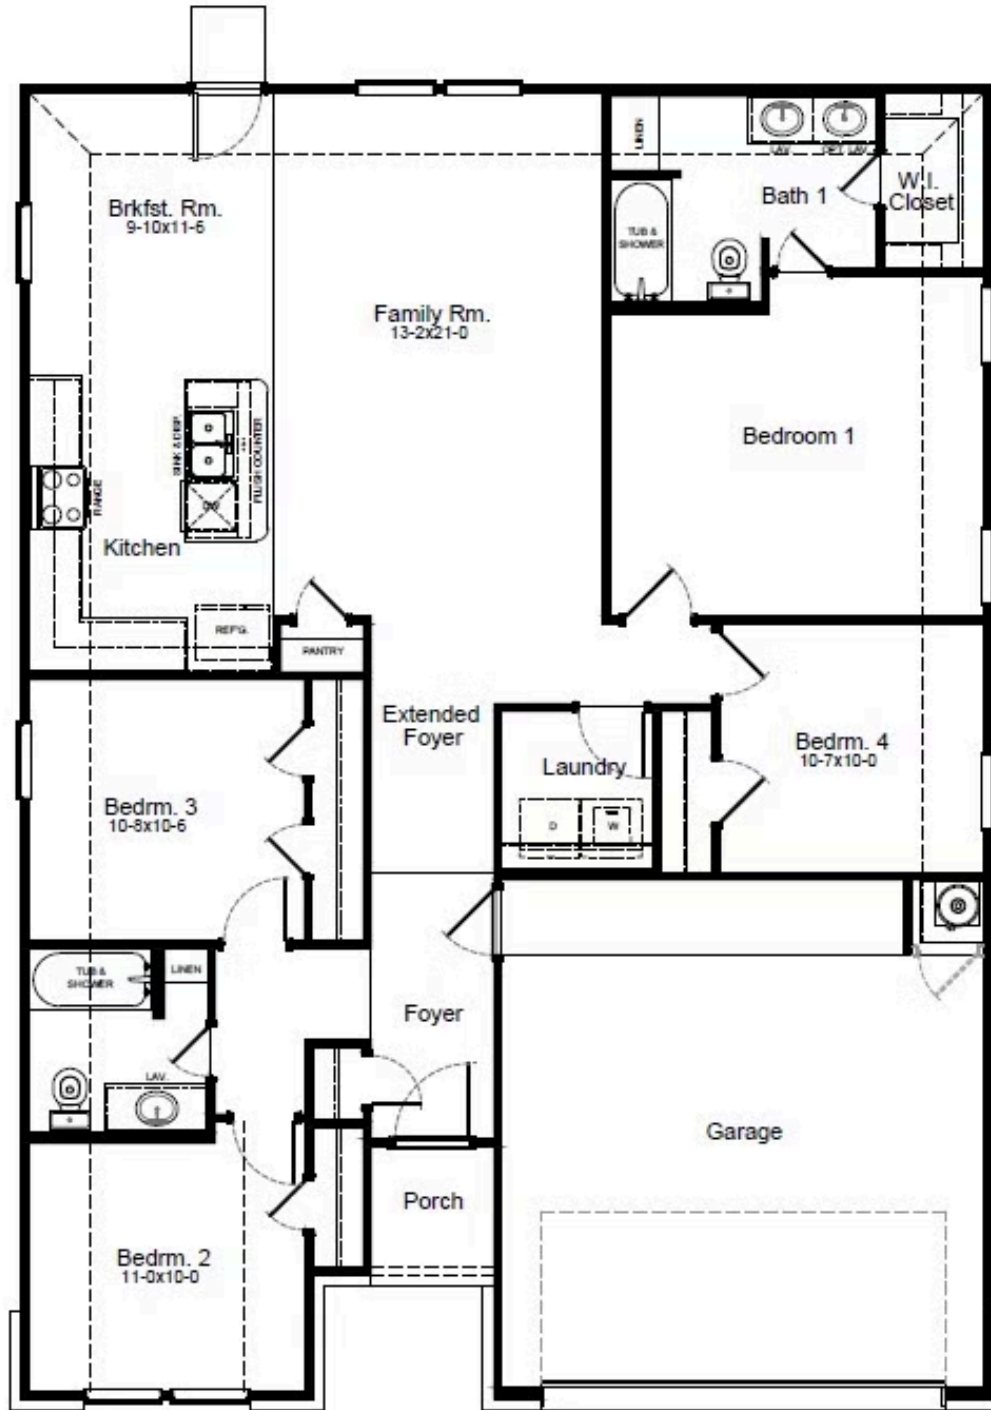 LINEN
LAV.
OPT. LAV.
Brkfst. Rm.
9-10x11-6
Bath 1
W.I.
Closet
TUB &
SHOWER
Family Rm.
13-2x21-0
SINK & DISP.
FLUSH COUNTER
DW
RANGE
Bedroom 1
Kitchen
REFG.
PANTRY
Extended
Foyer
Laundry
D
W
Bedrm. 4
10-7x10-0
Bedrm. 3
10-8x10-6
TUB &
SHOWER
LINEN
LAV.
Foyer
Garage
Porch
Bedrm. 2
11-0x10-0